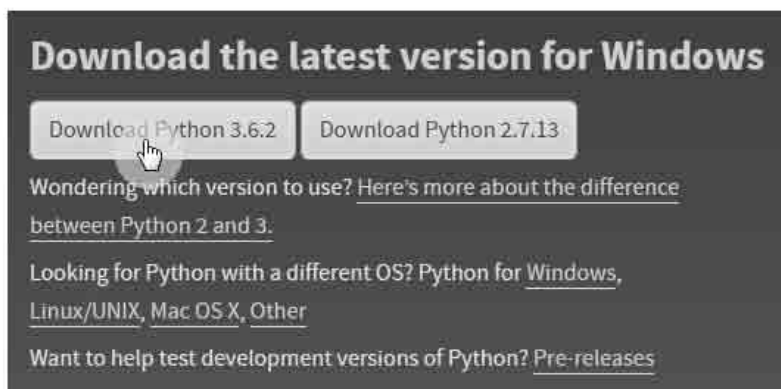 Download the latest version for Windows
Download Python 3.6.2 Download Python 2.7.13
Wondering which version to use? Here's more about the difference
between Python 2 and 3.
Looking for Python with a different OS? Python for Windows,
Linux/UNIX, Mac OS X, Other
Want to help test development versions of Python? Pre-releases